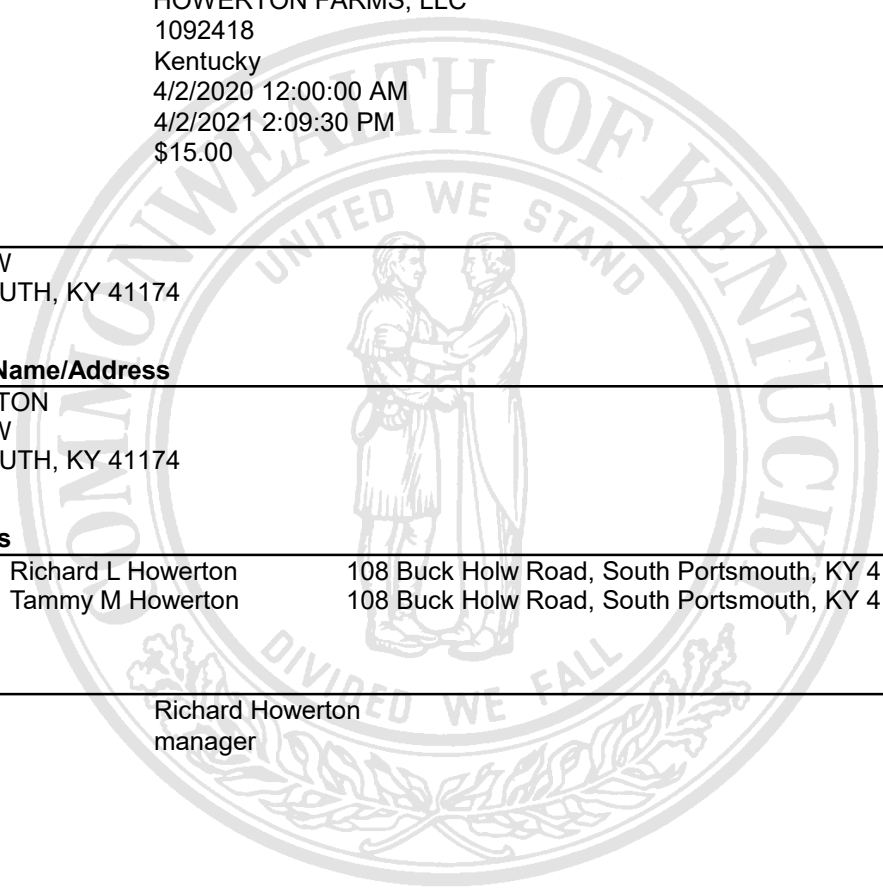 HOWERTON FARMS, LLC
1092418
Kentucky
4/2/2020 12:00:00 AM
4/2/2021 2:09:30 PM
$15.00
W
UTH, KY 41174
Name/Address
TON
W
UTH, KY 41174
s
Richard L Howerton 108 Buck Holw Road, South Portsmouth, KY 4
Tammy M Howerton 108 Buck Holw Road, South Portsmouth, KY 4
Richard Howerton
manager
COMMONWEALTH OF KENTUCKY
UNITED WE STAND
DIVIDED WE FALL